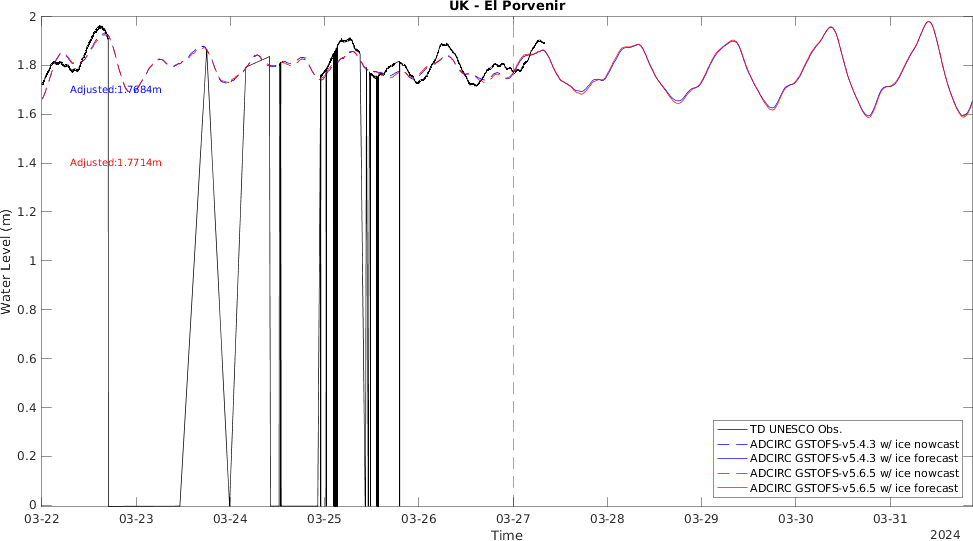 UK - El Porvenir
2
1.8
1.6
1.4
1.2
1
0.8
0.6
0.4
0.2
0
Water Level (m)
Adjusted:1.7684m
Adjusted:1.7714m
TD UNESCO Obs.
ADCIRC GSTOFS-v5.4.3 w/ ice nowcast
ADCIRC GSTOFS-v5.4.3 w/ ice forecast
ADCIRC GSTOFS-v5.6.5 w/ ice nowcast
ADCIRC GSTOFS-v5.6.5 w/ ice forecast
03-22 03-23 03-24 03-25 03-26 03-27 03-28 03-29 03-30 03-31
Time
2024